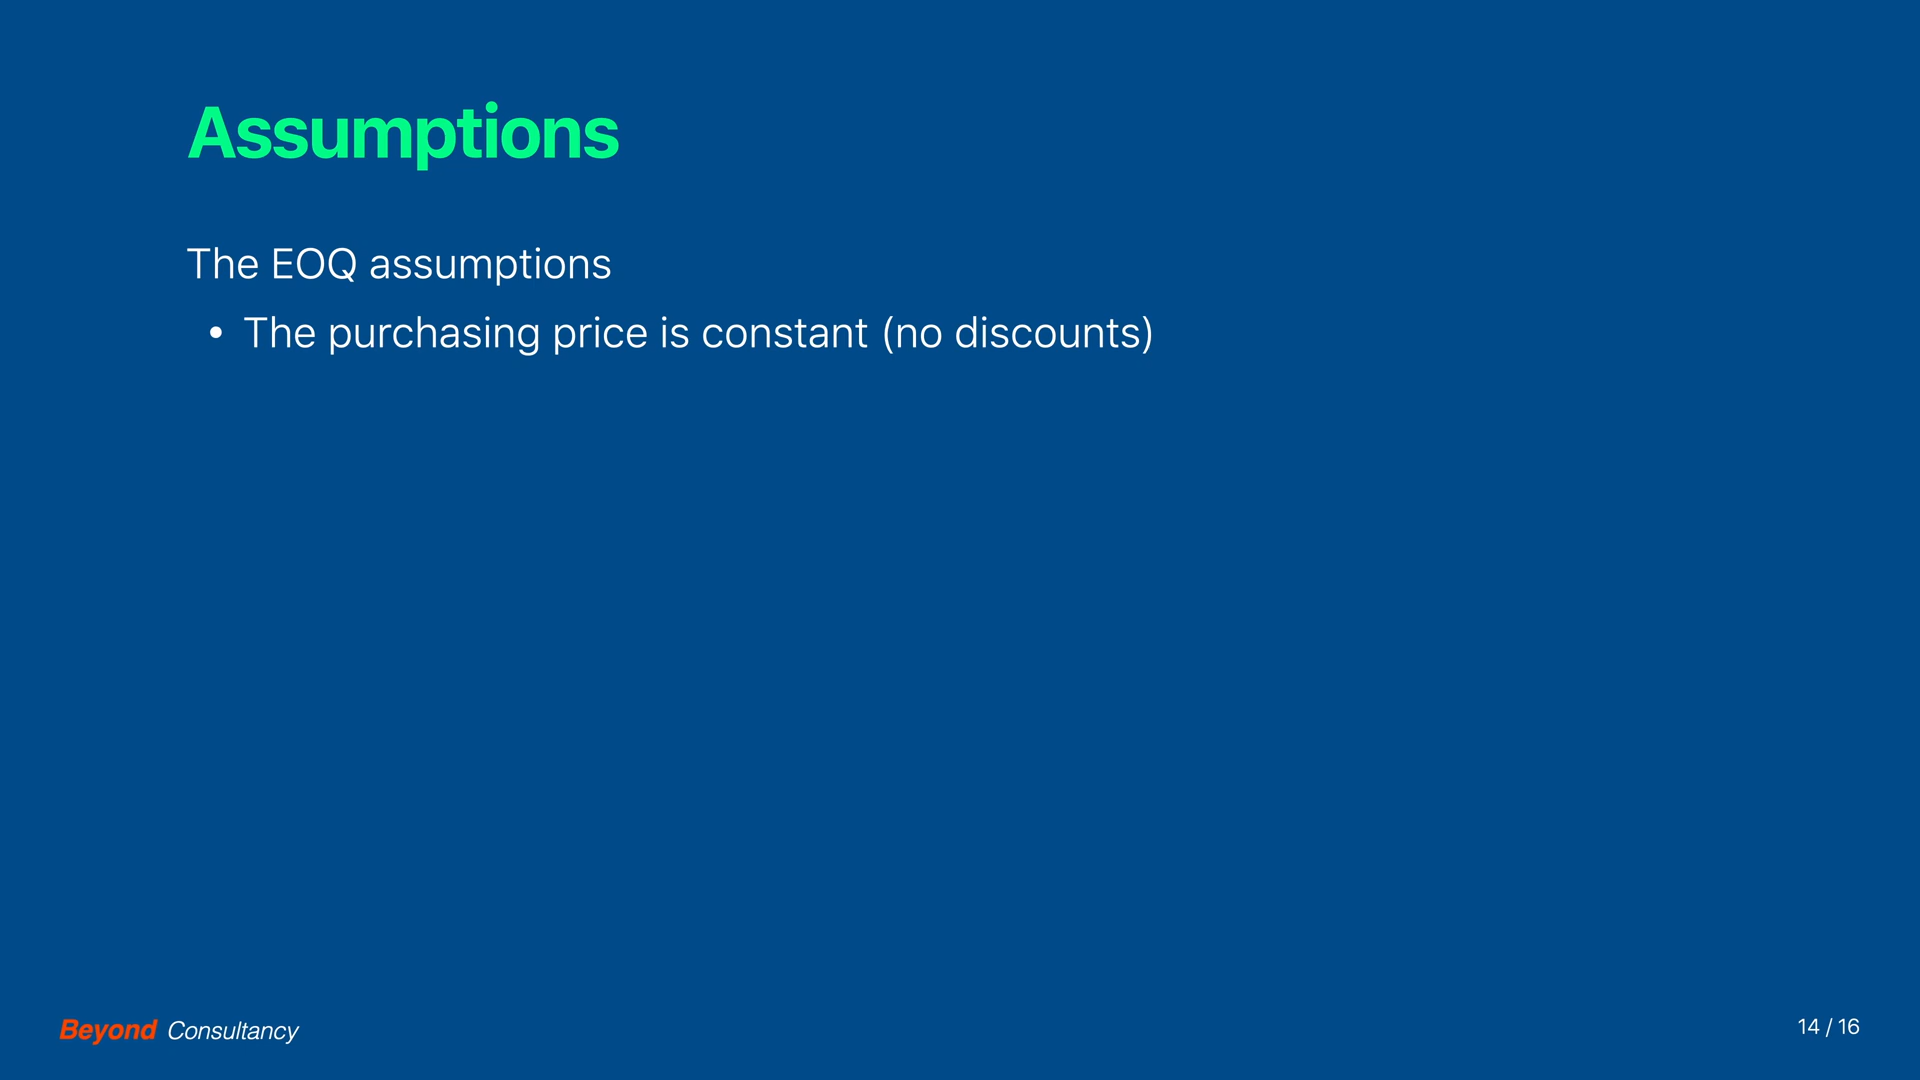 Assumptions
The EOQ assumptions
• The purchasing price is constant (no discounts)
Beyond Consultancy
14 / 16